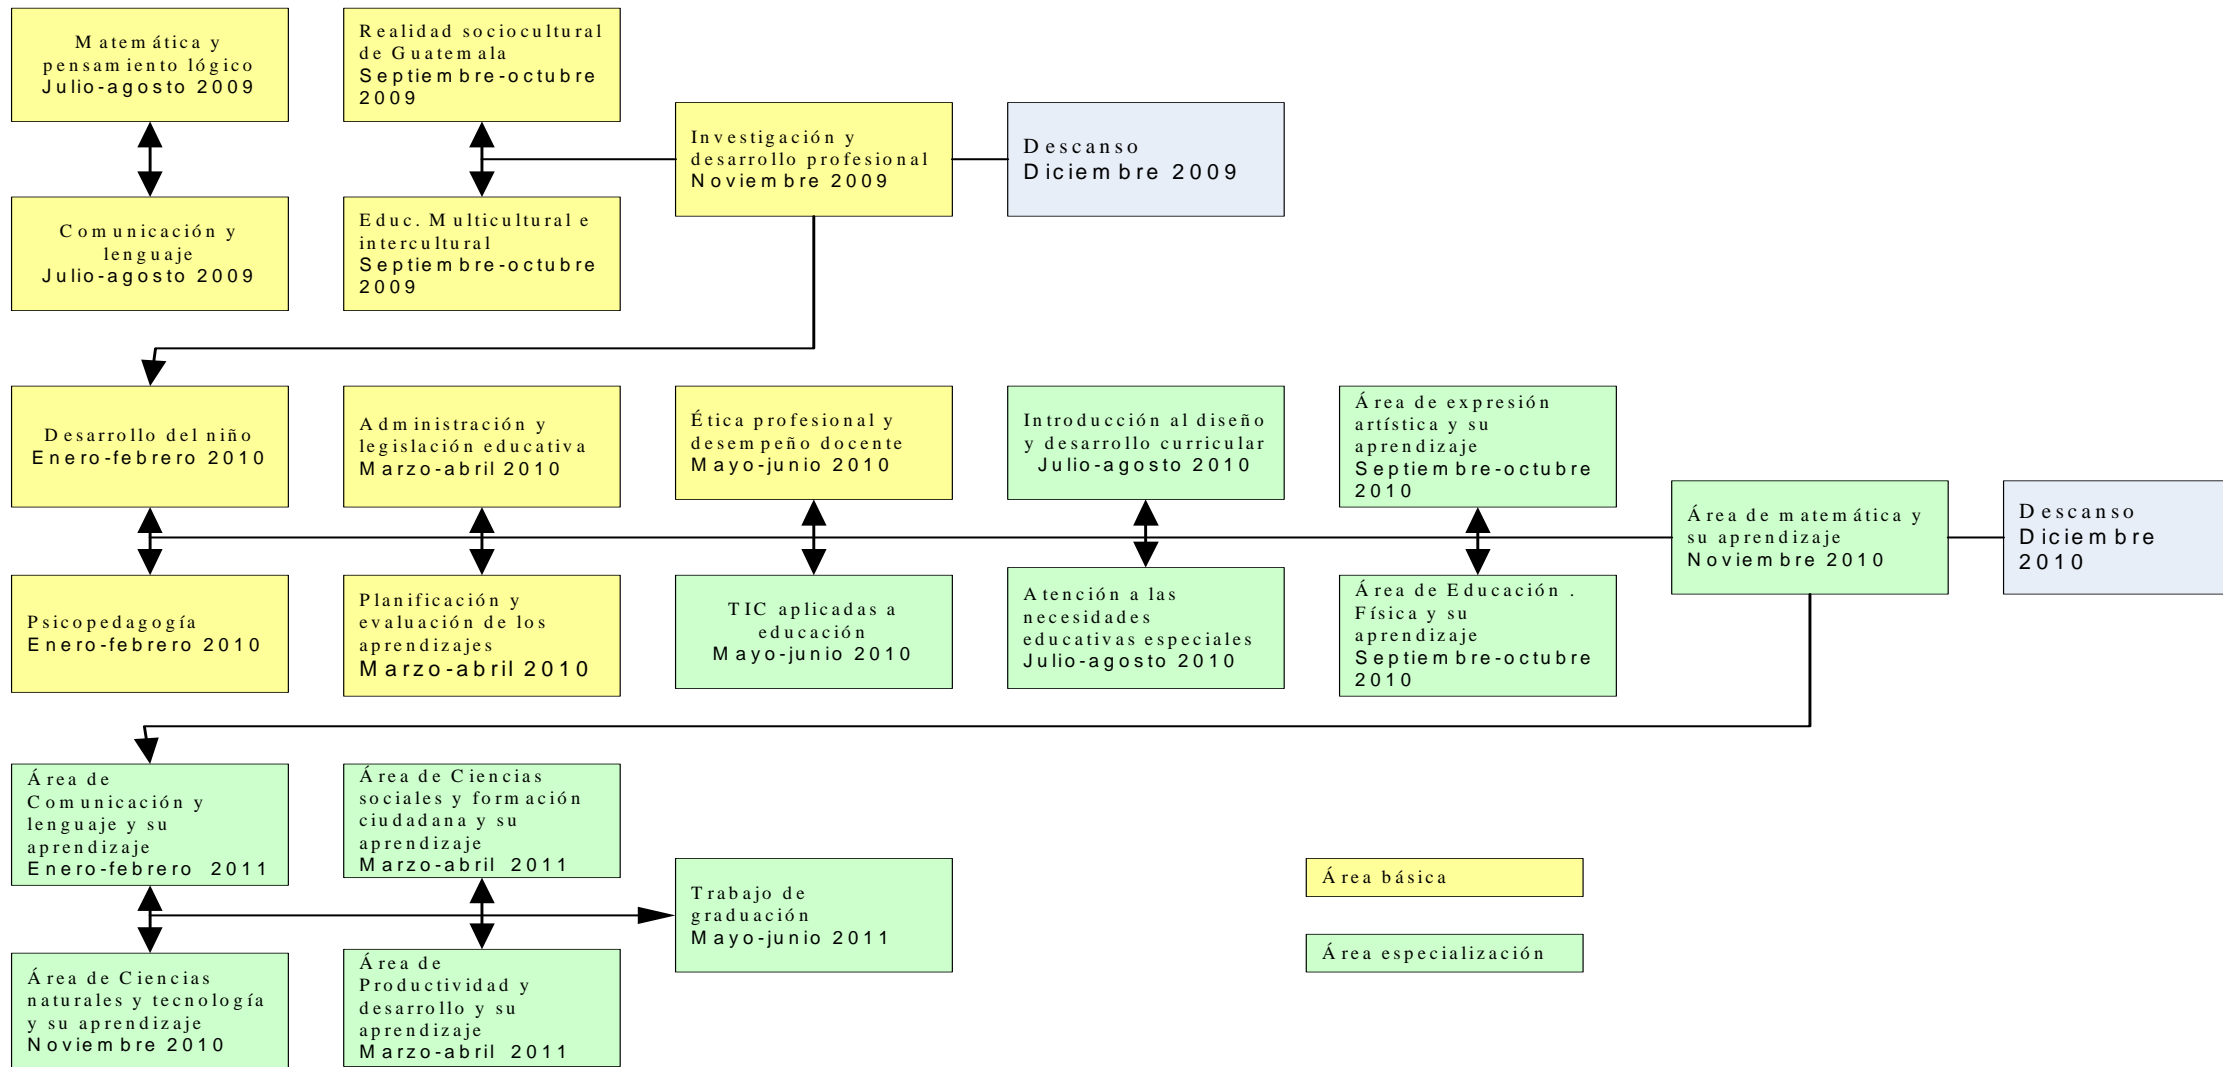 Matemática y
pensamiento lógico
Julio-agosto 2009
Realidad sociocultural
de Guatemala
Septiembre-octubre
2009
Investigación y
desarrollo profesional
Noviembre 2009
Descanso
Diciembre 2009
Comunicación y
lenguaje
Julio-agosto 2009
Educ. Multicultural e
intercultural
Septiembre-octubre
2009
Desarrollo del niño
Enero-febrero 2010
Administración y
legislación educativa
Marzo-abril 2010
Ética profesional y
desempeño docente
Mayo-junio 2010
Introducción al diseño
y desarrollo curricular
Julio-agosto 2010
Área de expresión
artística y su
aprendizaje
Septiembre-octubre
2010
Área de matemática y
su aprendizaje
Noviembre 2010
Descanso
Diciembre
2010
Psicopedagogía
Enero-febrero 2010
Planificación y
evaluación de los
aprendizajes
Marzo-abril 2010
TIC aplicadas a
educación
Mayo-junio 2010
Atención a las
necesidades
educativas especiales
Julio-agosto 2010
Área de Educación .
Física y su
aprendizaje
Septiembre-octubre
2010
Área de
Comunicación y
lenguaje y su
aprendizaje
Enero-febrero 2011
Área de Ciencias
sociales y formación
ciudadana y su
aprendizaje
Marzo-abril 2011
Trabajo de
graduación
Mayo-junio 2011
Área básica
Área especialización
Área de Ciencias
naturales y tecnología
y su aprendizaje
Noviembre 2010
Área de
Productividad y
desarrollo y su
aprendizaje
Marzo-abril 2011